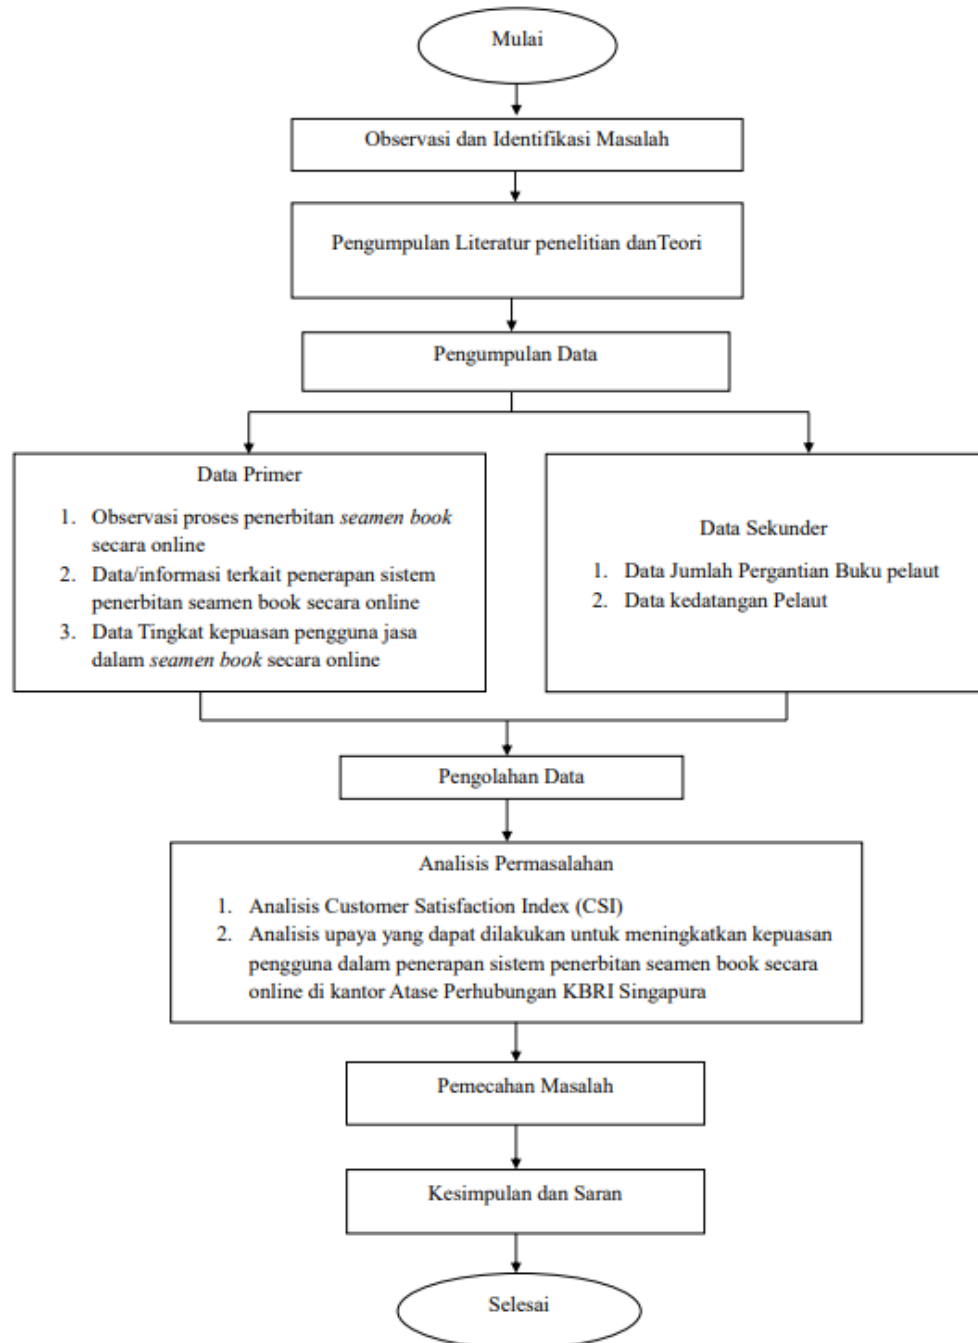 Mulai
Observasi dan Identifikasi Masalah
Pengumpulan Literatur penelitian danTeori
Pengumpulan Data
Data Primer
1. Observasi proses penerbitan seamen book
secara online
2. Data/informasi terkait penerapan sistem
penerbitan seamen book secara online
3. Data Tingkat kepuasan pengguna jasa
dalam seamen book secara online
Data Sekunder
1. Data Jumlah Pergantian Buku pelaut
2. Data kedatangan Pelaut
Pengolahan Data
Analisis Permasalahan
1. Analisis Customer Satisfaction Index (CSI)
2. Analisis upaya yang dapat dilakukan untuk meningkatkan kepuasan
pengguna dalam penerapan sistem penerbitan seamen book secara
online di kantor Atase Perhubungan KBRI Singapura
Pemecahan Masalah
Kesimpulan dan Saran
Selesai